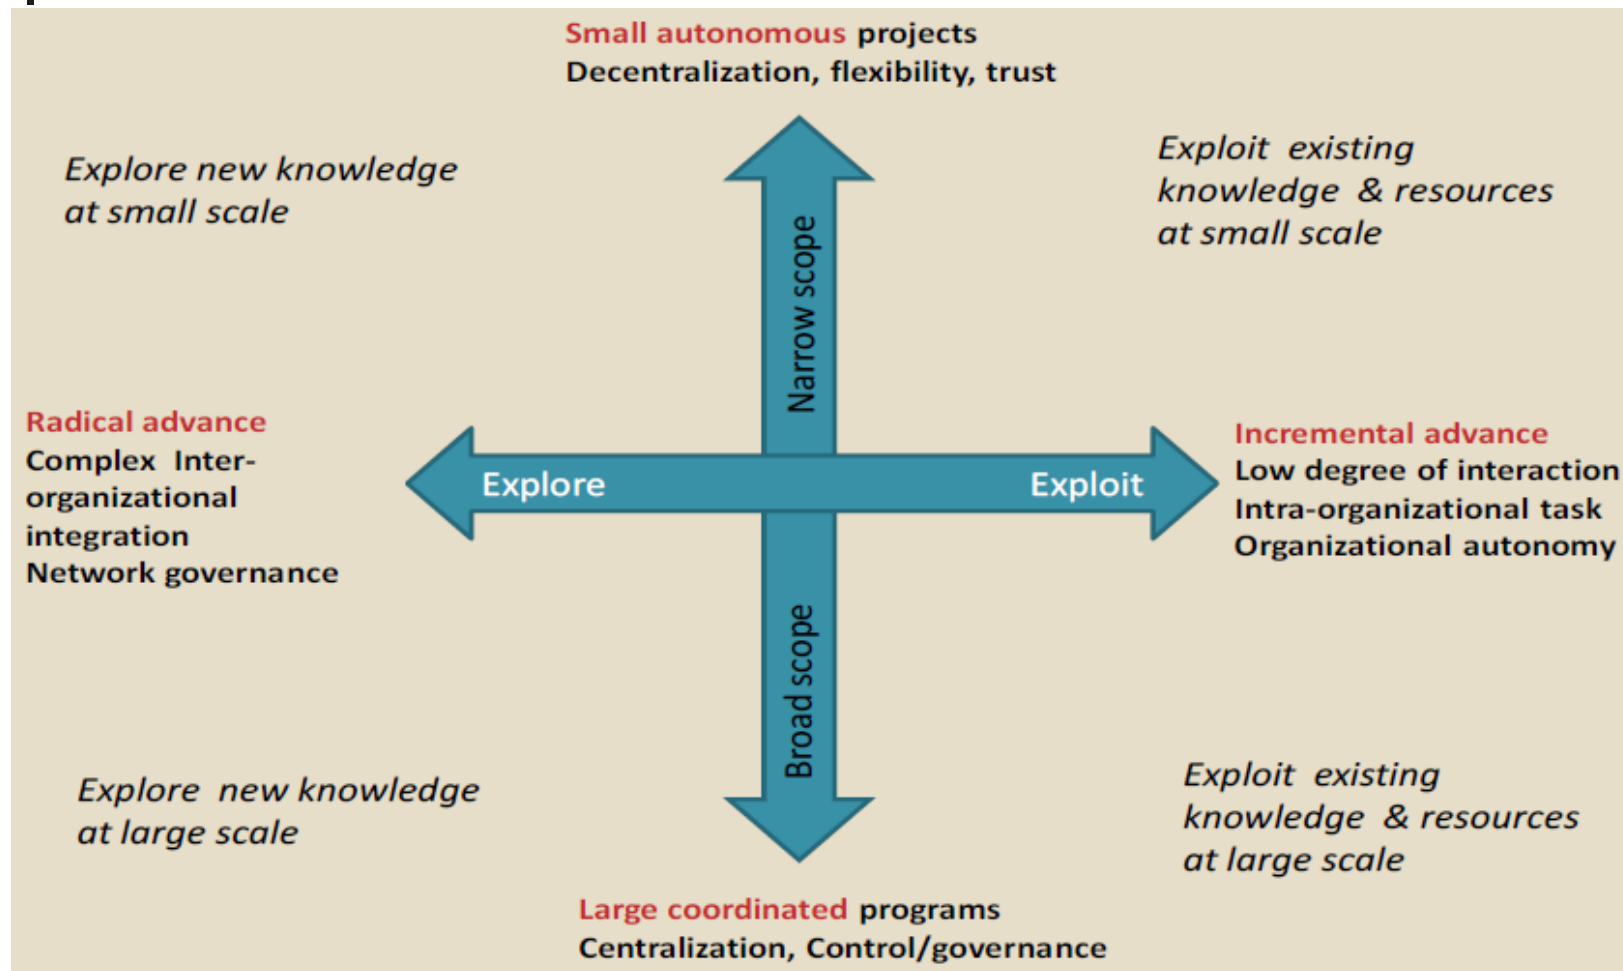 Small autonomous projects
Decentralization, flexibility, trust
Explore new knowledge
at small scale
Exploit existing
knowledge & resources
at small scale
Narrow scope
Radical advance
Complex Inter-
organizational
integration
Network governance
Explore
Exploit
Incremental advance
Low degree of interaction
Intra-organizational task
Organizational autonomy
Broad scope
Explore new knowledge
at large scale
Exploit existing
knowledge & resources
at large scale
Large coordinated programs
Centralization, Control/governance